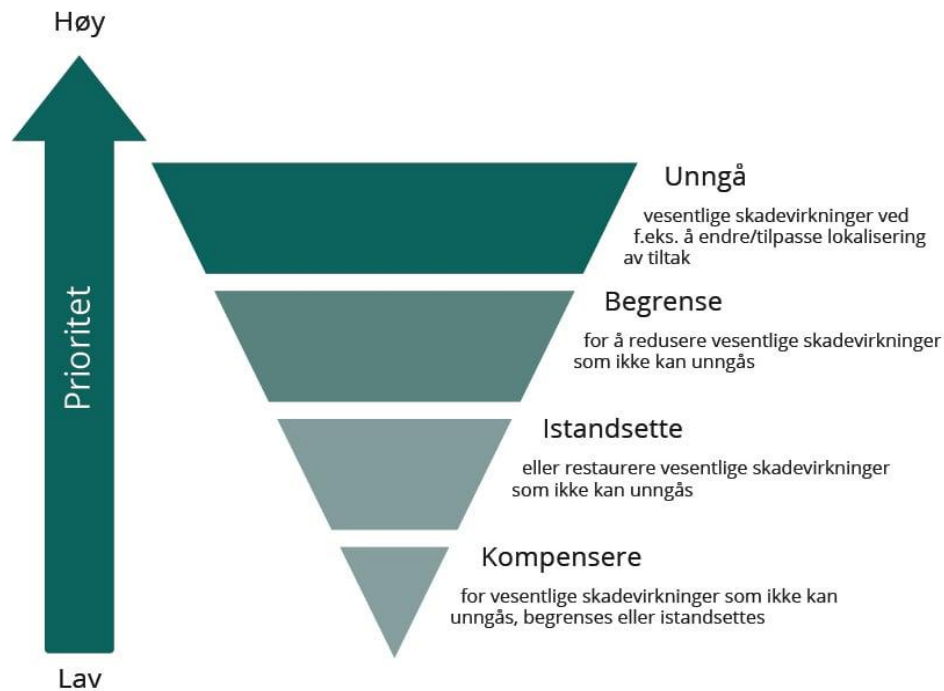 Høy
Prioritet
Unngå
vesentlige skadevirkninger ved
f.eks. å endre/tilpasse lokalisering
av tiltak
Begrense
for å redusere vesentlige skadevirkninger
som ikke kan unngås
Istandsette
eller restaurere vesentlige skadevirkninger
som ikke kan unngås
Kompensere
for vesentlige skadevirkninger som ikke kan
unngås, begrenses eller istandsettes
Lav